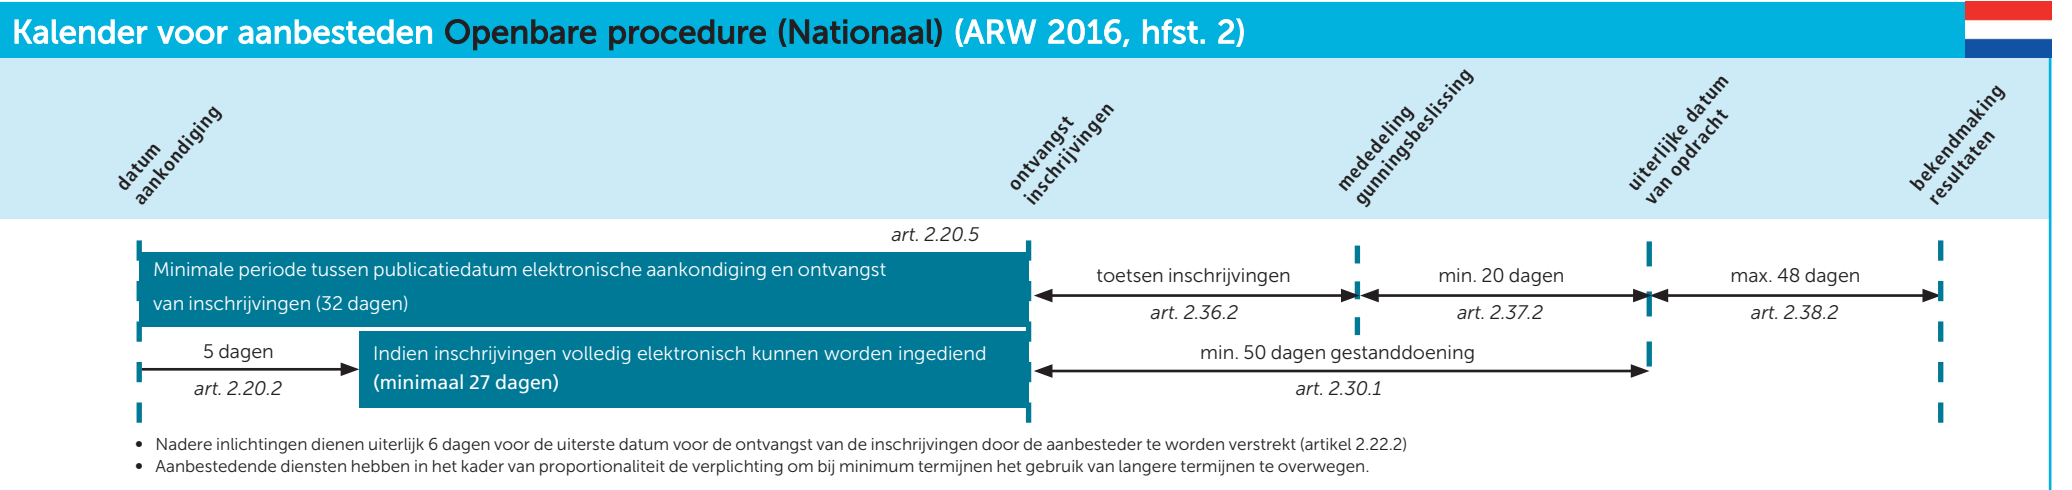 Kalender voor aanbesteden Openbare procedure (Nationaal) (ARW 2016, hfst. 2)
datum
aankondiging
ontvangst
inschrijvingen
mededeling
gunningsbeslissing
uiterlijke datum
van opdracht
bekendmaking
resultaten
art. 2.20.5
Minimale periode tussen publicatiedatum elektronische aankondiging en ontvangst
van inschrijvingen (32 dagen)
toetsen inschrijvingen
art. 2.36.2
min. 20 dagen
art. 2.37.2
max. 48 dagen
art. 2.38.2
5 dagen
art. 2.20.2
Indien inschrijvingen volledig elektronisch kunnen worden ingediend
(minimaal 27 dagen)
min. 50 dagen gestanddoening
art. 2.30.1
• Nadere inlichtingen dienen uiterlijk 6 dagen voor de uiterste datum voor de ontvangst van de inschrijvingen door de aanbesteder te worden verstrekt (artikel 2.22.2)
• Aanbestedende diensten hebben in het kader van proportionaliteit de verplichting om bij minimum termijnen het gebruik van langere termijnen te overwegen.